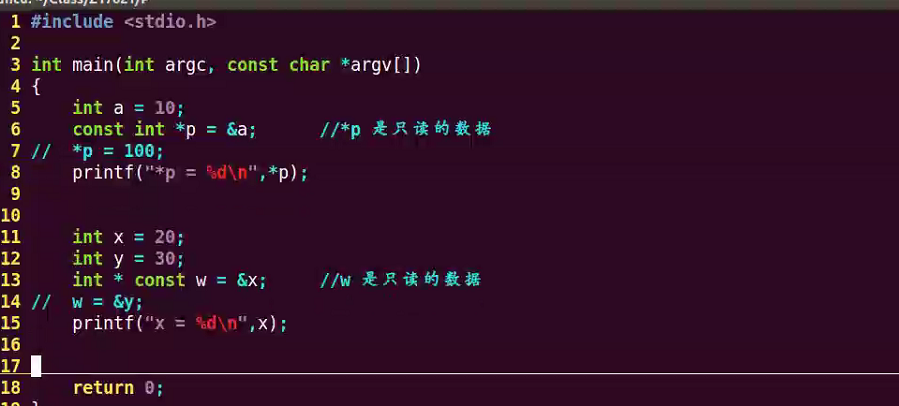 1 #include <stdio.h>
2
3 int main(int argc, const char *argv[])
4 {
5     int a = 10;
6     const int *p = &a;      //*p 是只读的数据
7 //  *p = 100;
8     printf("*p = %d\n",*p);
9
10
11     int x = 20;
12     int y = 30;
13     int * const w = &x;     //w 是只读的数据
14 //  w = &y;
15     printf("x = %d\n",x);
16
17
18     return 0;